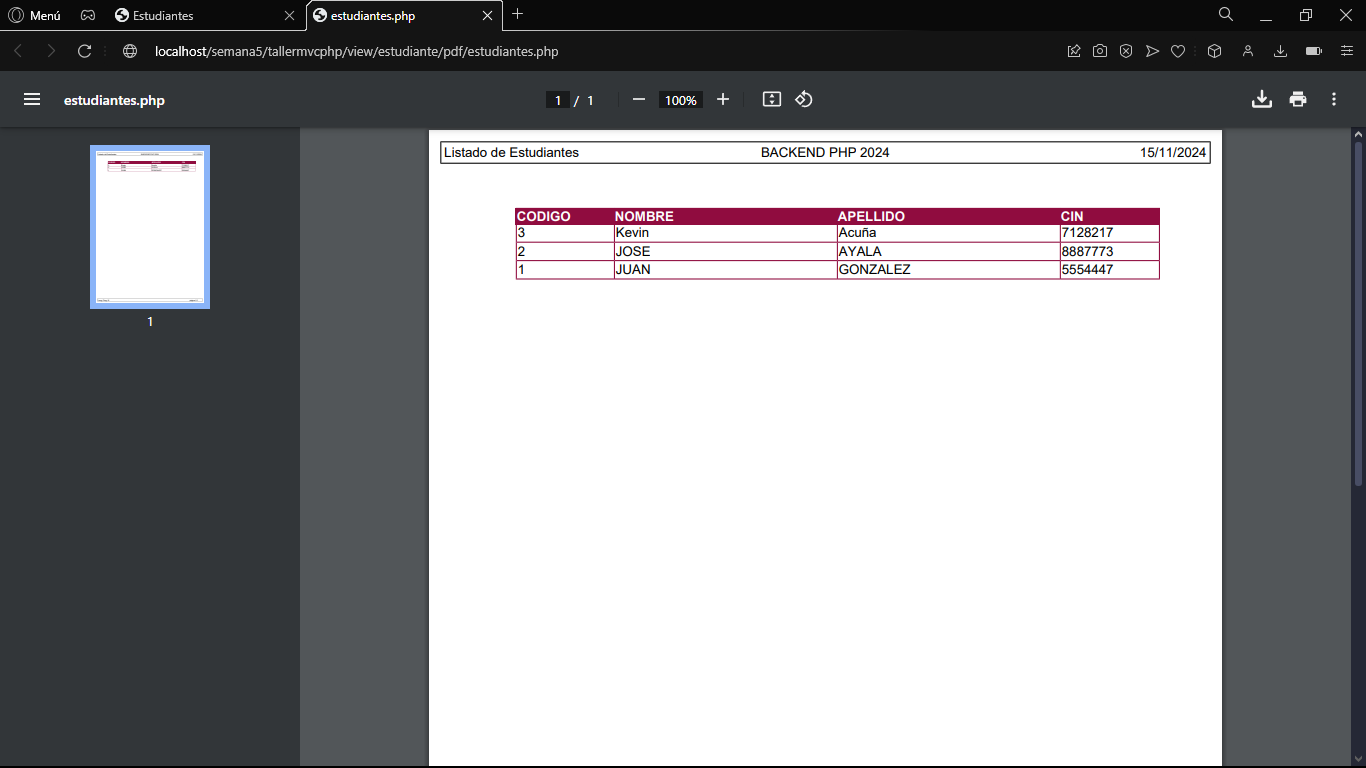 Menú Estudiantes estudiantes.php
localhost/semana5/tallermvcphp/view/estudiante/pdf/estudiantes.php
estudiantes.php 1 / 1 100%
Listado de Estudiantes BACKEND PHP 2024 15/11/2024
CODIGO NOMBRE APELLIDO CIN
3 Kevin Acuña 7128217
2 JOSE AYALA 8887773
1 JUAN GONZALEZ 5554447
1